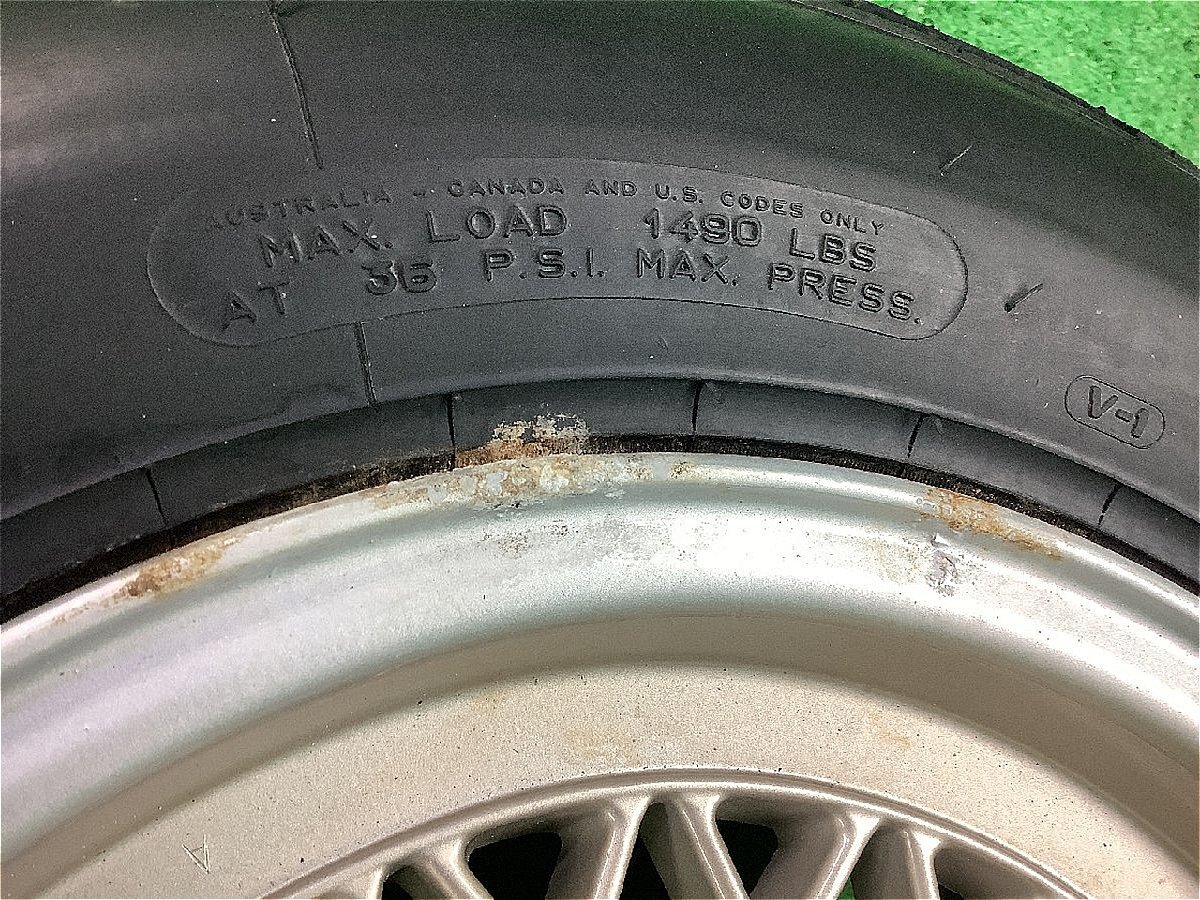 AUSTRALIA - CANADA AND U.S. CODES ONLY
MAX. LOAD 1490 LBS
AT 36 P.S.I. MAX. PRESS.
V-1
A